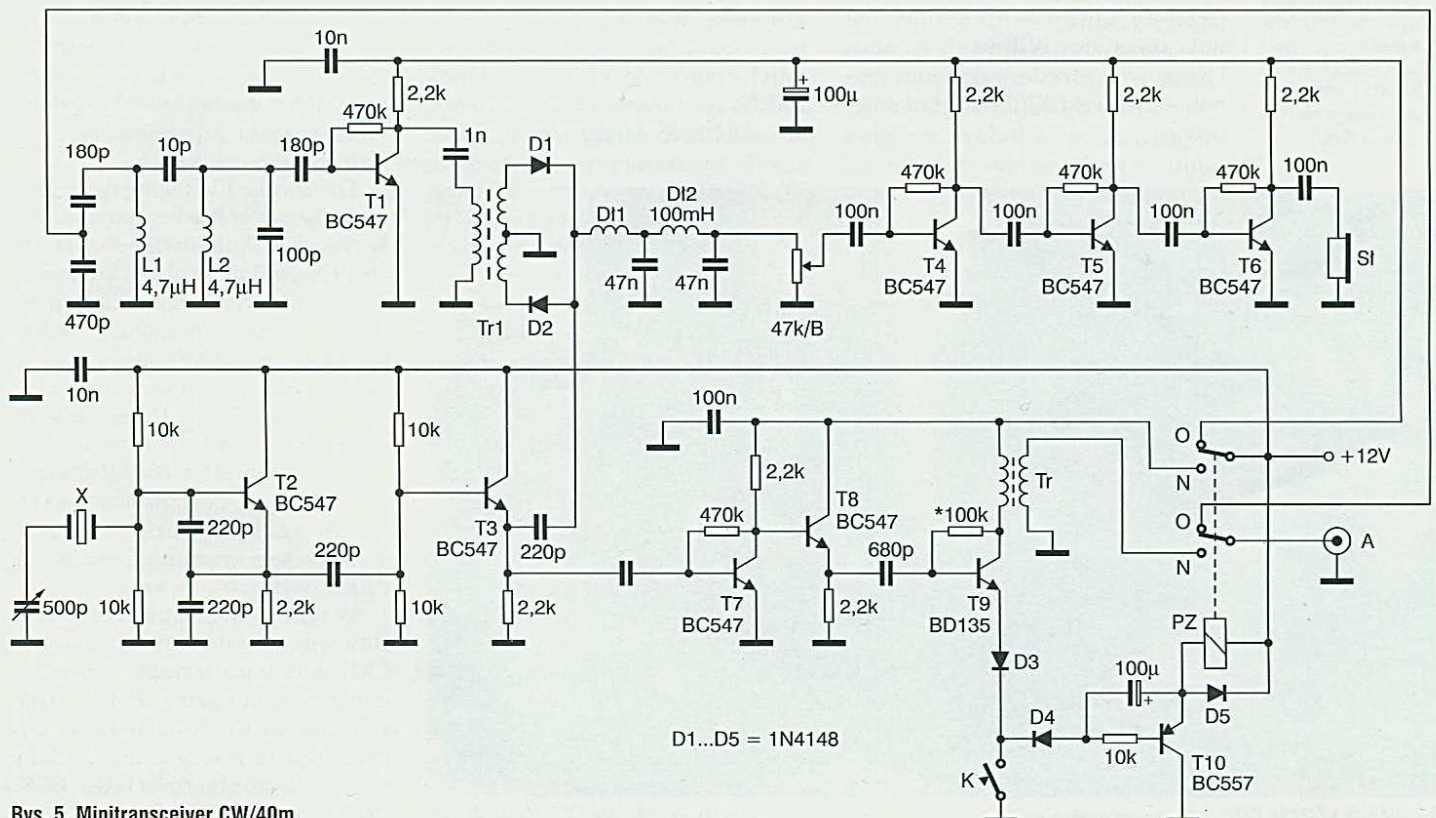 10n
2,2k
470k
1n
D1
180p
10p
180p
T1
BC547
L1
4,7µH
L2
4,7µH
100p
470p
Tr1
D2
Dł1
Dł2
100mH
47n
47n
47k/B
+
100µ
2,2k
2,2k
2,2k
470k
470k
470k
100n
100n
100n
100n
T4
BC547
T5
BC547
T6
BC547
Sł
10n
10k
10k
T2
BC547
X
220p
220p
220p
500p
10k
2,2k
10k
T3
BC547
220p
2,2k
100n
2,2k
470k
T7
BC547
T8
BC547
680p
2,2k
*100k
T9
BD135
Tr
O
N
+12V
O
N
A
PZ
D3
100µ
+
D5
D4
10k
T10
BC557
K
D1...D5 = 1N4148
Rys. 5. Minitransceiver CW/40m